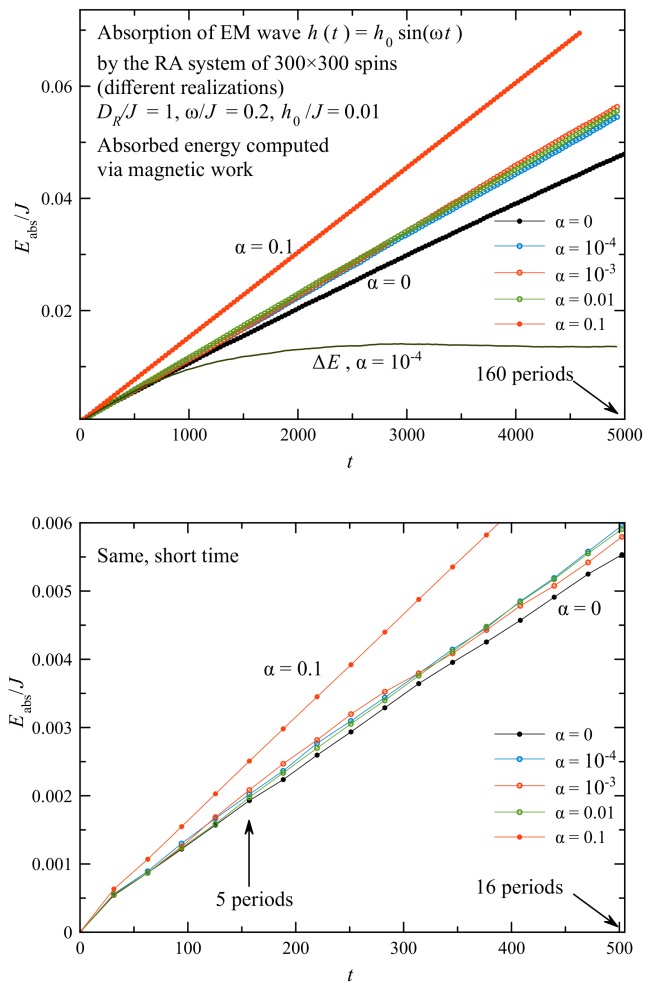 Absorption of EM wave h (t) = h₀ sin(ωt)
by the RA system of 300×300 spins
(different realizations)
D_R/J = 1, ω/J = 0.2, h₀ /J = 0.01
Absorbed energy computed
via magnetic work
0.06
0.04
0.02
0
E_abs/J
α = 0.1
α = 0
α = 0
α = 10⁻⁴
α = 10⁻³
α = 0.01
α = 0.1
ΔE , α = 10⁻⁴
160 periods
0 1000 2000 3000 4000 5000
t
Same, short time
0.006
0.005
0.004
0.003
0.002
0.001
0
E_abs/J
α = 0.1
α = 0
α = 0
α = 10⁻⁴
α = 10⁻³
α = 0.01
α = 0.1
5 periods
16 periods
0 100 200 300 400 500
t